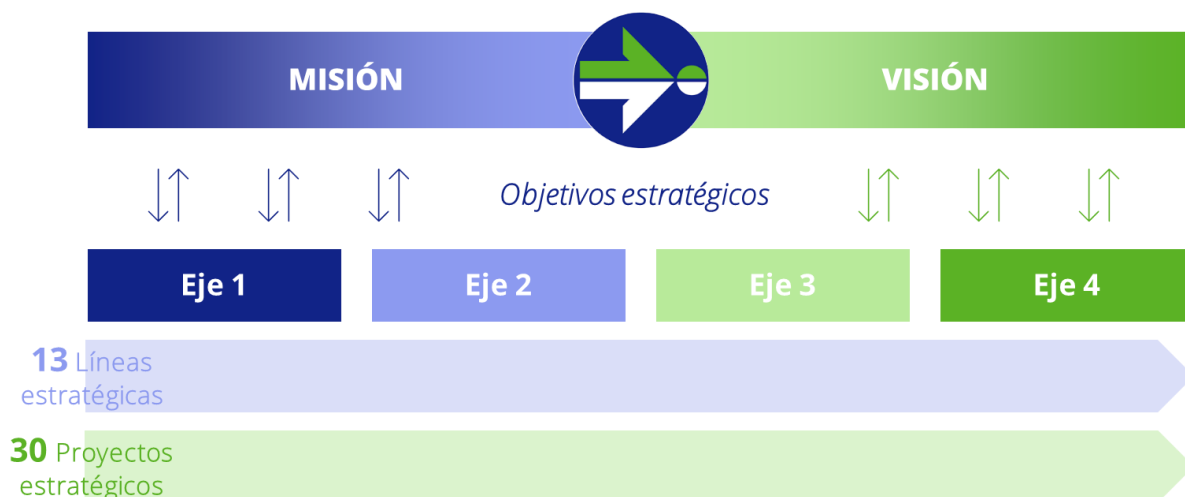 MISIÓN
VISIÓN
Objetivos estratégicos
Eje 1
Eje 2
Eje 3
Eje 4
13 Líneas
estratégicas
30 Proyectos
estratégicos